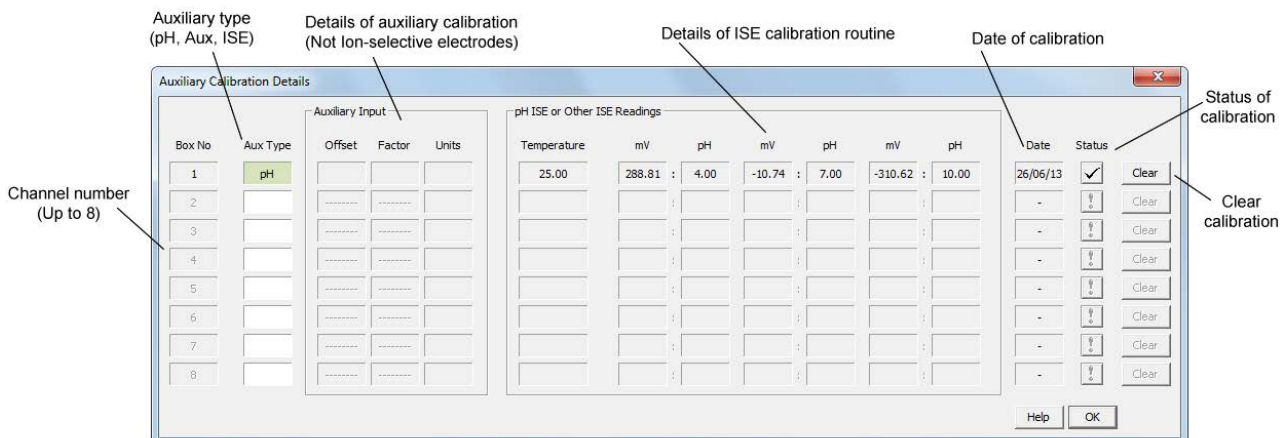 Auxiliary type
(pH, Aux, ISE)
Details of auxiliary calibration
(Not Ion-selective electrodes)
Details of ISE calibration routine
Date of calibration
Status of
calibration
Channel number
(Up to 8)
Clear
calibration
Auxiliary Calibration Details
Auxiliary Input
pH ISE or Other ISE Readings
Box No Aux Type Offset Factor Units Temperature mV pH mV pH mV pH Date Status
1 pH 25.00 288.81 : 4.00 -10.74 : 7.00 -310.62 : 10.00 26/06/13 ✓ Clear
2 -------- -------- : : : - ! Clear
3 -------- -------- : : : - ! Clear
4 -------- -------- : : : - ! Clear
5 -------- -------- : : : - ! Clear
6 -------- -------- : : : - ! Clear
7 -------- -------- : : : - ! Clear
8 -------- -------- : : : - ! Clear
Help OK